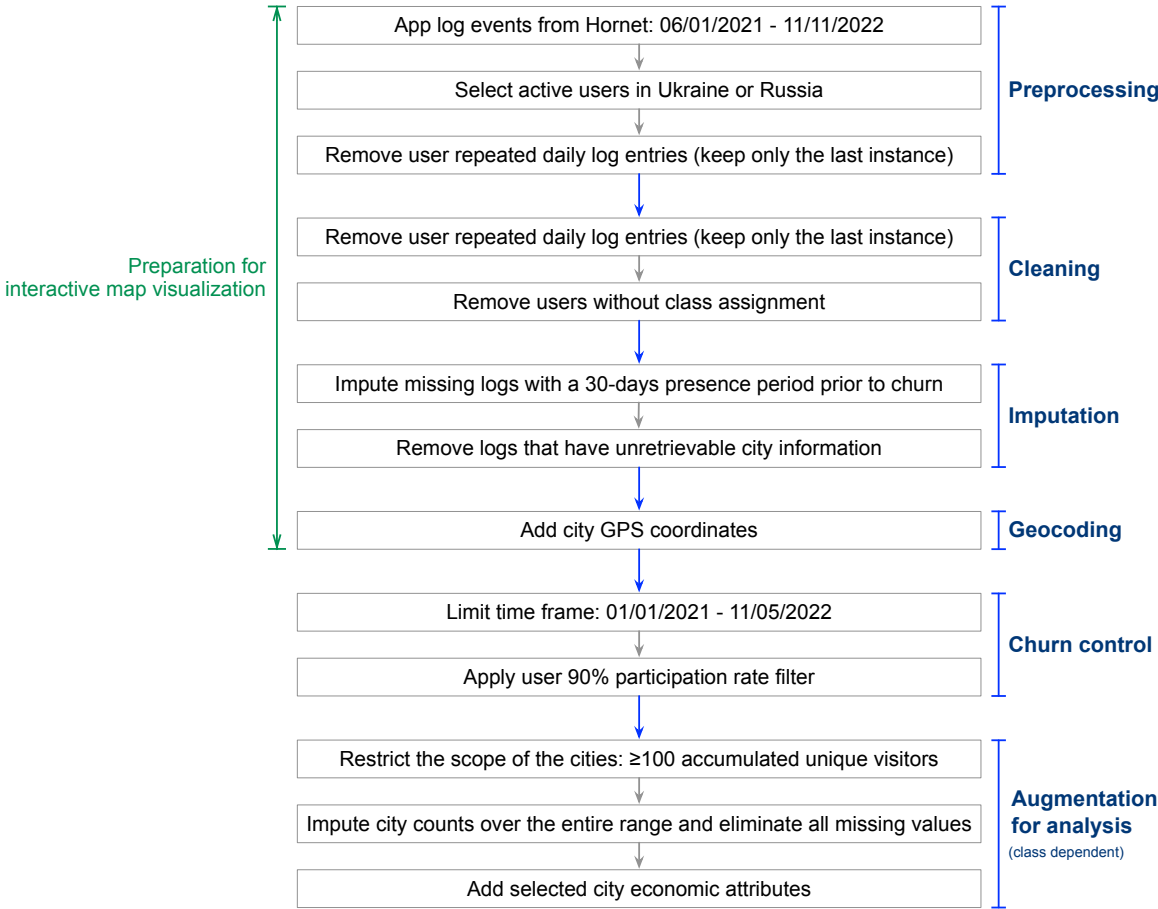 App log events from Hornet: 06/01/2021 - 11/11/2022
Select active users in Ukraine or Russia
Remove user repeated daily log entries (keep only the last instance)
Preprocessing
Remove user repeated daily log entries (keep only the last instance)
Remove users without class assignment
Cleaning
Preparation for
interactive map visualization
Impute missing logs with a 30-days presence period prior to churn
Remove logs that have unretrievable city information
Imputation
Add city GPS coordinates
Geocoding
Limit time frame: 01/01/2021 - 11/05/2022
Apply user 90% participation rate filter
Churn control
Restrict the scope of the cities: ≥100 accumulated unique visitors
Impute city counts over the entire range and eliminate all missing values
Add selected city economic attributes
Augmentation
for analysis
(class dependent)